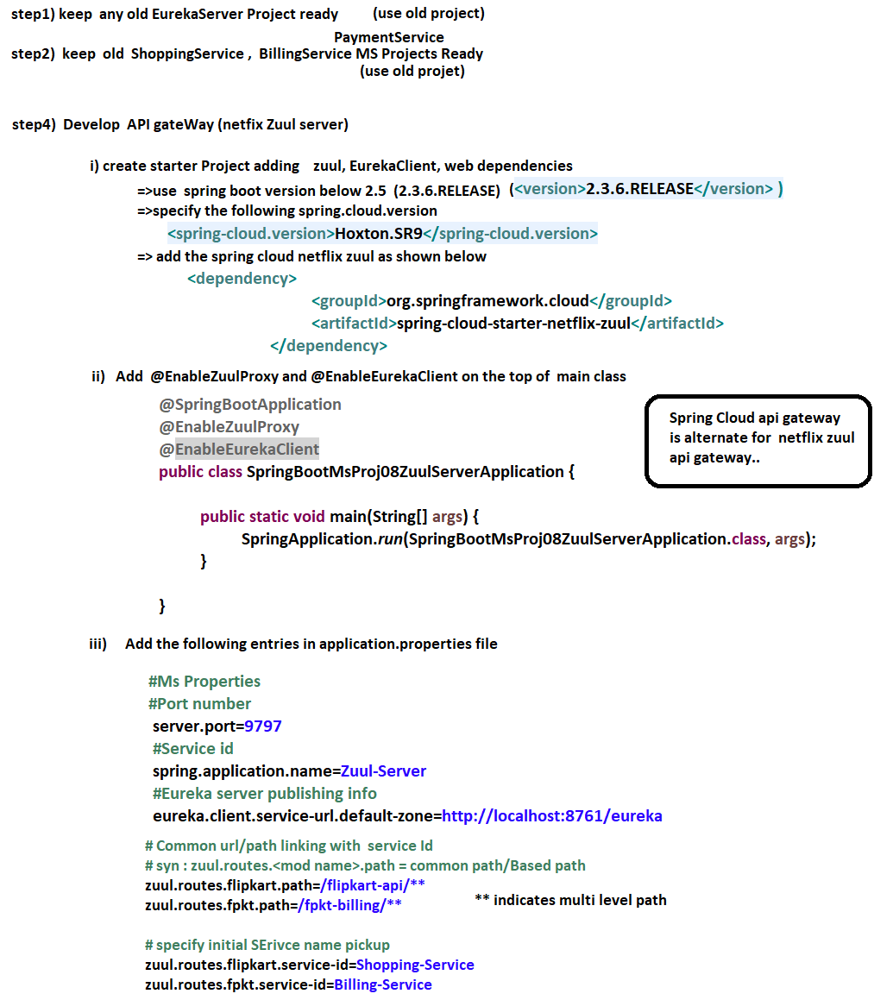 step1) keep any old EurekaServer Project ready (use old project)
PaymentService
step2) keep old ShoppingService , BillingService MS Projects Ready
(use old projet)
step4) Develop API gateWay (netfix Zuul server)
i) create starter Project adding zuul, EurekaClient, web dependencies
=>use spring boot version below 2.5 (2.3.6.RELEASE) (<version>2.3.6.RELEASE</version> )
=>specify the following spring.cloud.version
<spring-cloud.version>Hoxton.SR9</spring-cloud.version>
=> add the spring cloud netflix zuul as shown below
<dependency>
<groupId>org.springframework.cloud</groupId>
<artifactId>spring-cloud-starter-netflix-zuul</artifactId>
</dependency>
ii) Add @EnableZuulProxy and @EnableEurekaClient on the top of main class
@SpringBootApplication
@EnableZuulProxy
@EnableEurekaClient
public class SpringBootMsProj08ZuulServerApplication {
public static void main(String[] args) {
SpringApplication.run(SpringBootMsProj08ZuulServerApplication.class, args);
}
}
Spring Cloud api gateway
is alternate for netflix zuul
api gateway..
iii) Add the following entries in application.properties file
#Ms Properties
#Port number
server.port=9797
#Service id
spring.application.name=Zuul-Server
#Eureka server publishing info
eureka.client.service-url.default-zone=http://localhost:8761/eureka
# Common url/path linking with service Id
# syn : zuul.routes.<mod name>.path = common path/Based path
zuul.routes.flipkart.path=/flipkart-api/**
zuul.routes.fpkt.path=/fpkt-billing/** ** indicates multi level path
# specify initial SErivce name pickup
zuul.routes.flipkart.service-id=Shopping-Service
zuul.routes.fpkt.service-id=Billing-Service